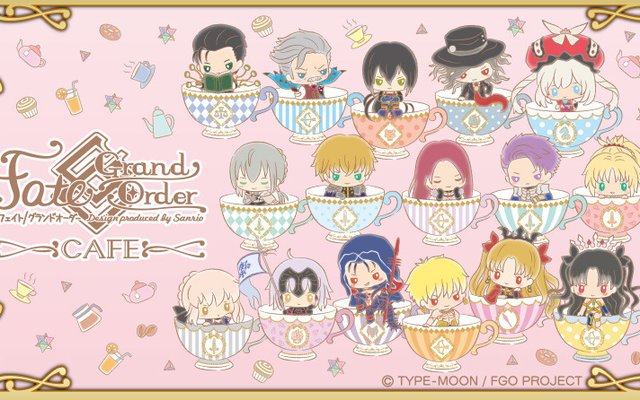 Fate
Grand
Order
フェイト/グランドオーダー Design produced by Sanrio
CAFE
© TYPE-MOON / FGO PROJECT